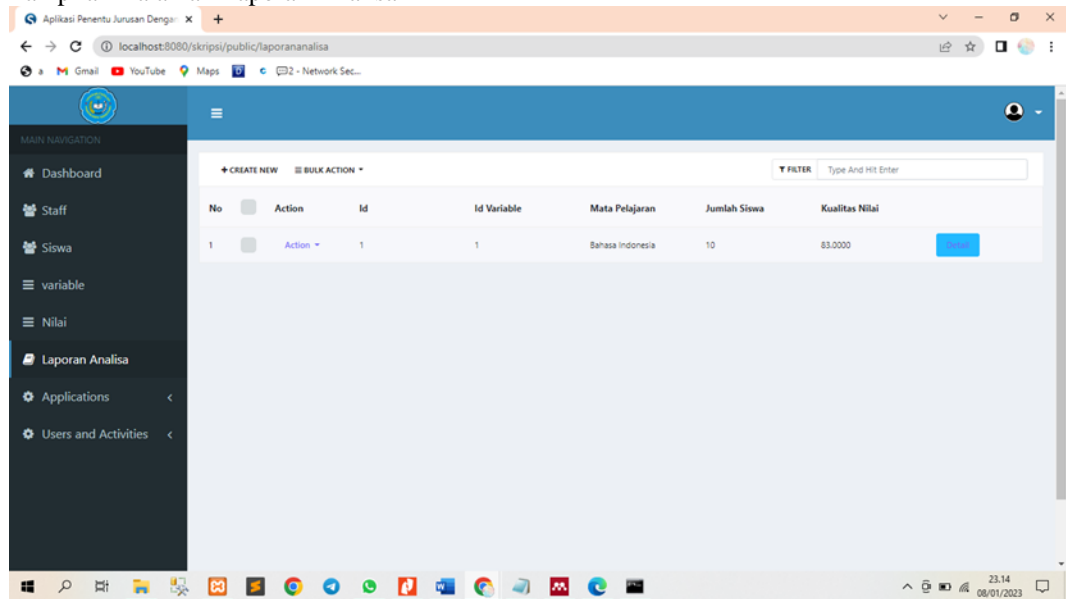 Aplikasi Penentu Jurusan Dengan
localhost:8080/skripsi/public/laporananalisa
a Gmail YouTube Maps 2 - Network Sec...
MAIN NAVIGATION
Dashboard
Staff
Siswa
variable
Nilai
Laporan Analisa
Applications
Users and Activities
CREATE NEW BULK ACTION FILTER Type And Hit Enter
No Action Id Id Variable Mata Pelajaran Jumlah Siswa Kualitas Nilai
1 Action 1 1 Bahasa Indonesia 10 83.0000 Detail
23.14
08/01/2023